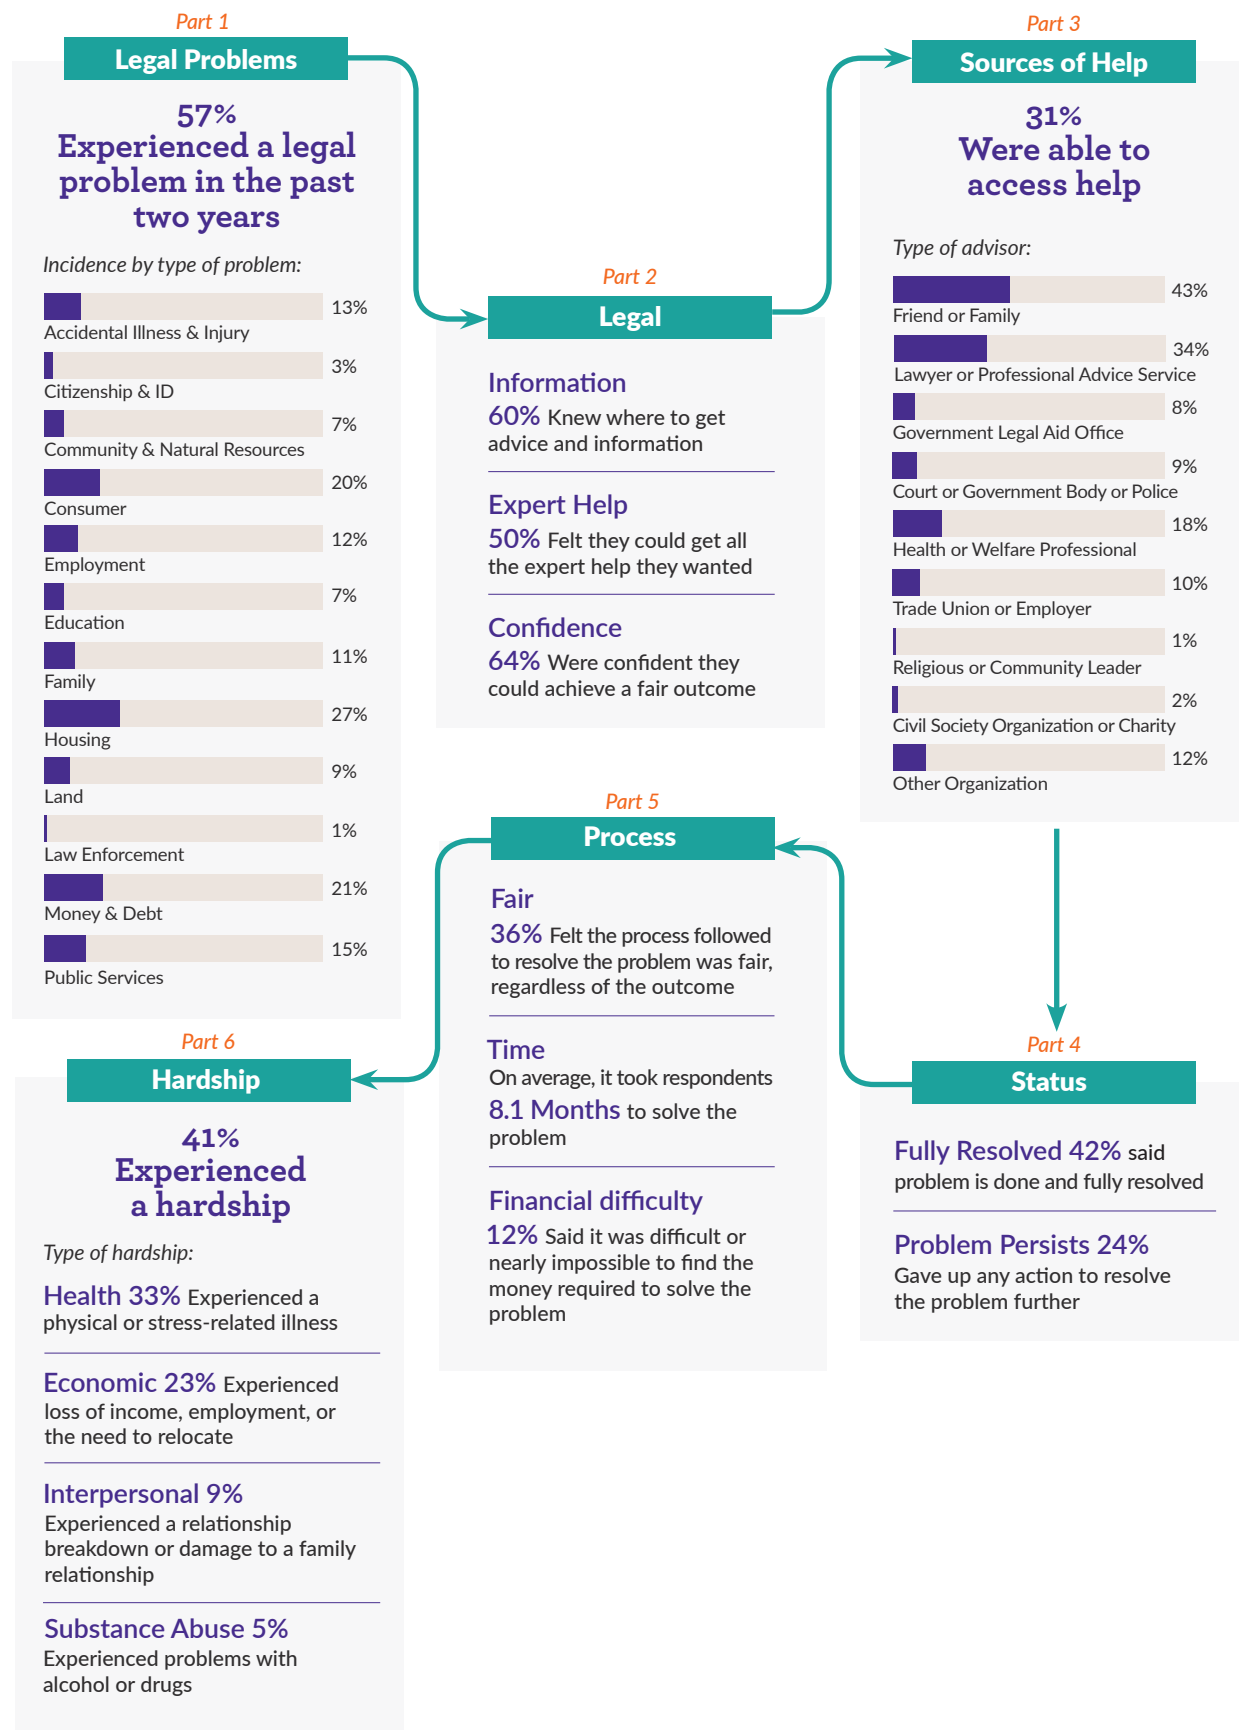 Part 1
Legal Problems
57%
Experienced a legal
problem in the past
two years
Incidence by type of problem:
13%
Accidental Illness & Injury
3%
Citizenship & ID
7%
Community & Natural Resources
20%
Consumer
12%
Employment
7%
Education
11%
Family
27%
Housing
9%
Land
1%
Law Enforcement
21%
Money & Debt
15%
Public Services
Part 2
Legal
Information
60% Knew where to get
advice and information
Expert Help
50% Felt they could get all
the expert help they wanted
Confidence
64% Were confident they
could achieve a fair outcome
Part 3
Sources of Help
31%
Were able to
access help
Type of advisor:
43%
Friend or Family
34%
Lawyer or Professional Advice Service
8%
Government Legal Aid Office
9%
Court or Government Body or Police
18%
Health or Welfare Professional
10%
Trade Union or Employer
1%
Religious or Community Leader
2%
Civil Society Organization or Charity
12%
Other Organization
Part 4
Status
Fully Resolved 42% said
problem is done and fully resolved
Problem Persists 24%
Gave up any action to resolve
the problem further
Part 5
Process
Fair
36% Felt the process followed
to resolve the problem was fair,
regardless of the outcome
Time
On average, it took respondents
8.1 Months to solve the
problem
Financial difficulty
12% Said it was difficult or
nearly impossible to find the
money required to solve the
problem
Part 6
Hardship
41%
Experienced
a hardship
Type of hardship:
Health 33% Experienced a
physical or stress-related illness
Economic 23% Experienced
loss of income, employment, or
the need to relocate
Interpersonal 9%
Experienced a relationship
breakdown or damage to a family
relationship
Substance Abuse 5%
Experienced problems with
alcohol or drugs